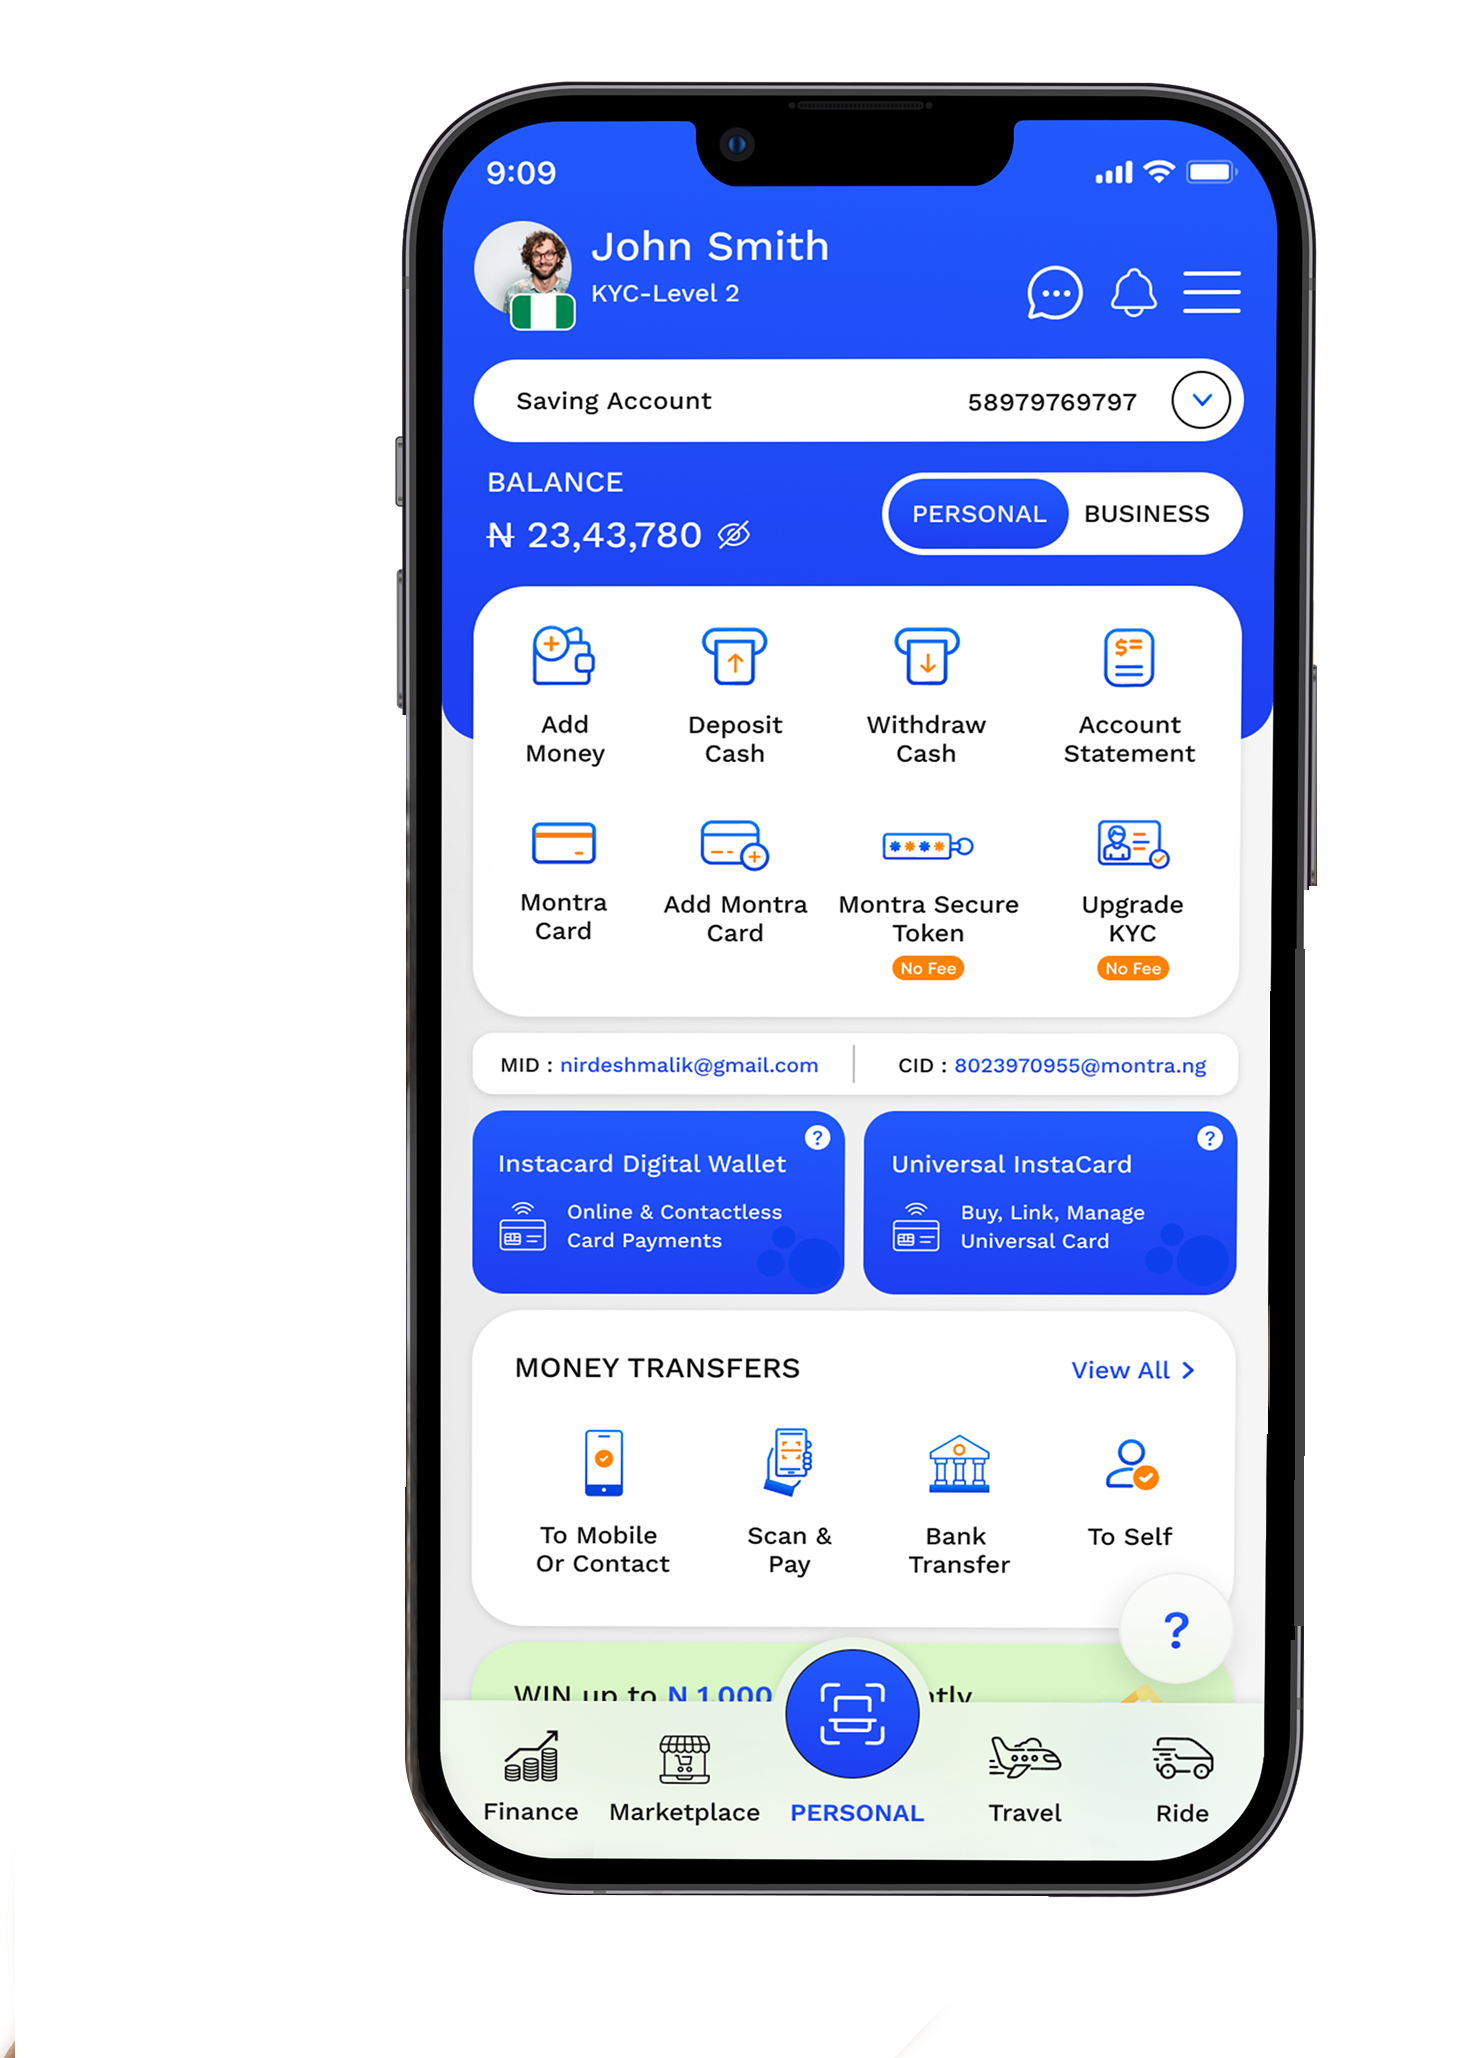 9:09
John Smith
KYC-Level 2
Saving Account 58979769797
BALANCE
₦ 23,43,780
PERSONAL BUSINESS
Add Money
Deposit Cash
Withdraw Cash
Account Statement
Montra Card
Add Montra Card
Montra Secure Token
No Fee
Upgrade KYC
No Fee
MID : nirdeshmalik@gmail.com
CID : 8023970955@montra.ng
Instacard Digital Wallet
?
Online & Contactless
Card Payments
Universal InstaCard
?
Buy, Link, Manage
Universal Card
MONEY TRANSFERS
View All >
To Mobile
Or Contact
Scan &
Pay
Bank
Transfer
To Self
?
WIN up to N 1,000
Finance
Marketplace
PERSONAL
Travel
Ride